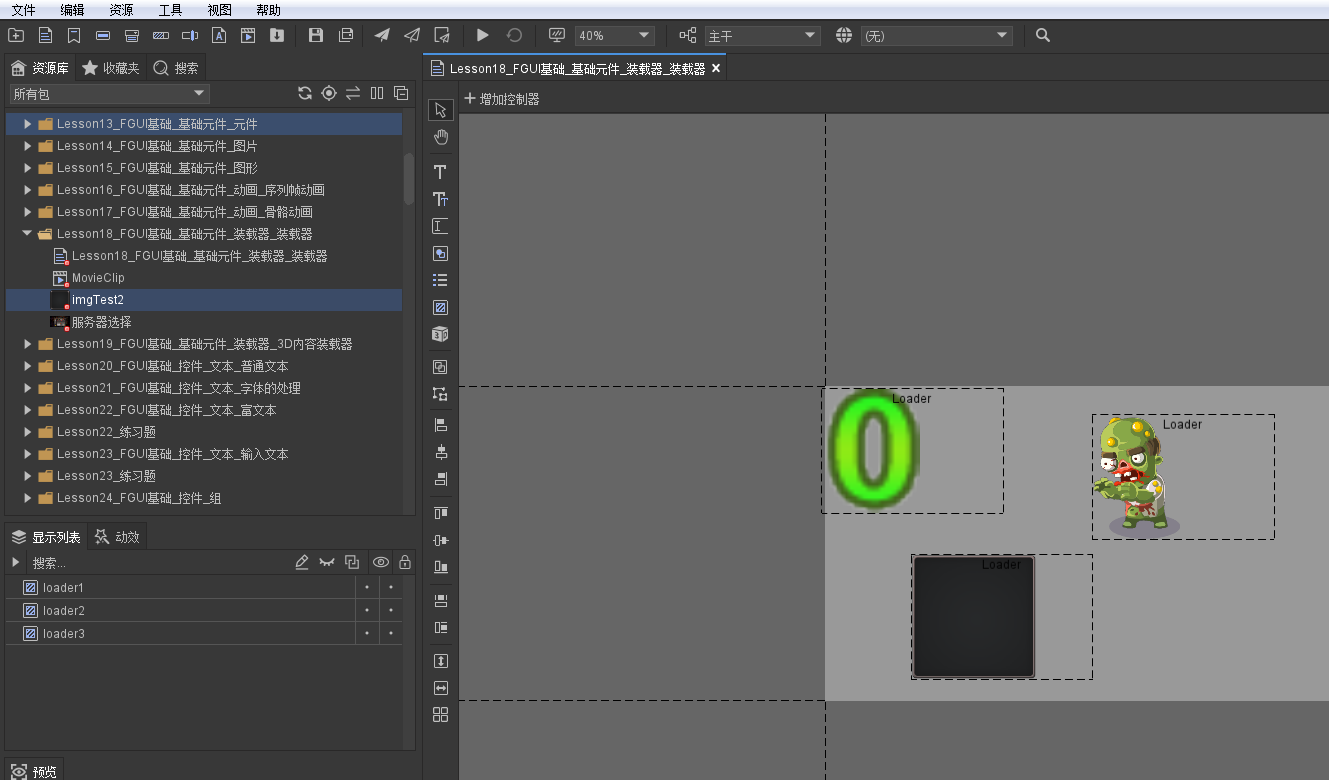 文件 编辑 资源 工具 视图 帮助
40% 主干 (无)
资源库 收藏夹 搜索
所有包
Lesson18_FGUI基础_基础元件_装载器_装载器
增加控制器
Lesson13_FGUI基础_基础元件_元件
Lesson14_FGUI基础_基础元件_图片
Lesson15_FGUI基础_基础元件_图形
Lesson16_FGUI基础_基础元件_动画_序列帧动画
Lesson17_FGUI基础_基础元件_动画_骨骼动画
Lesson18_FGUI基础_基础元件_装载器_装载器
Lesson18_FGUI基础_基础元件_装载器_装载器
MovieClip
imgTest2
服务器选择
Lesson19_FGUI基础_基础元件_装载器_3D内容装载器
Lesson20_FGUI基础_控件_文本_普通文本
Lesson21_FGUI基础_控件_文本_字体的处理
Lesson22_FGUI基础_控件_文本_富文本
Lesson22_练习题
Lesson23_FGUI基础_控件_文本_输入文本
Lesson23_练习题
Lesson24_FGUI基础_控件_组
显示列表 动效
搜索...
loader1
loader2
loader3
预览
0
Loader
Loader
Loader